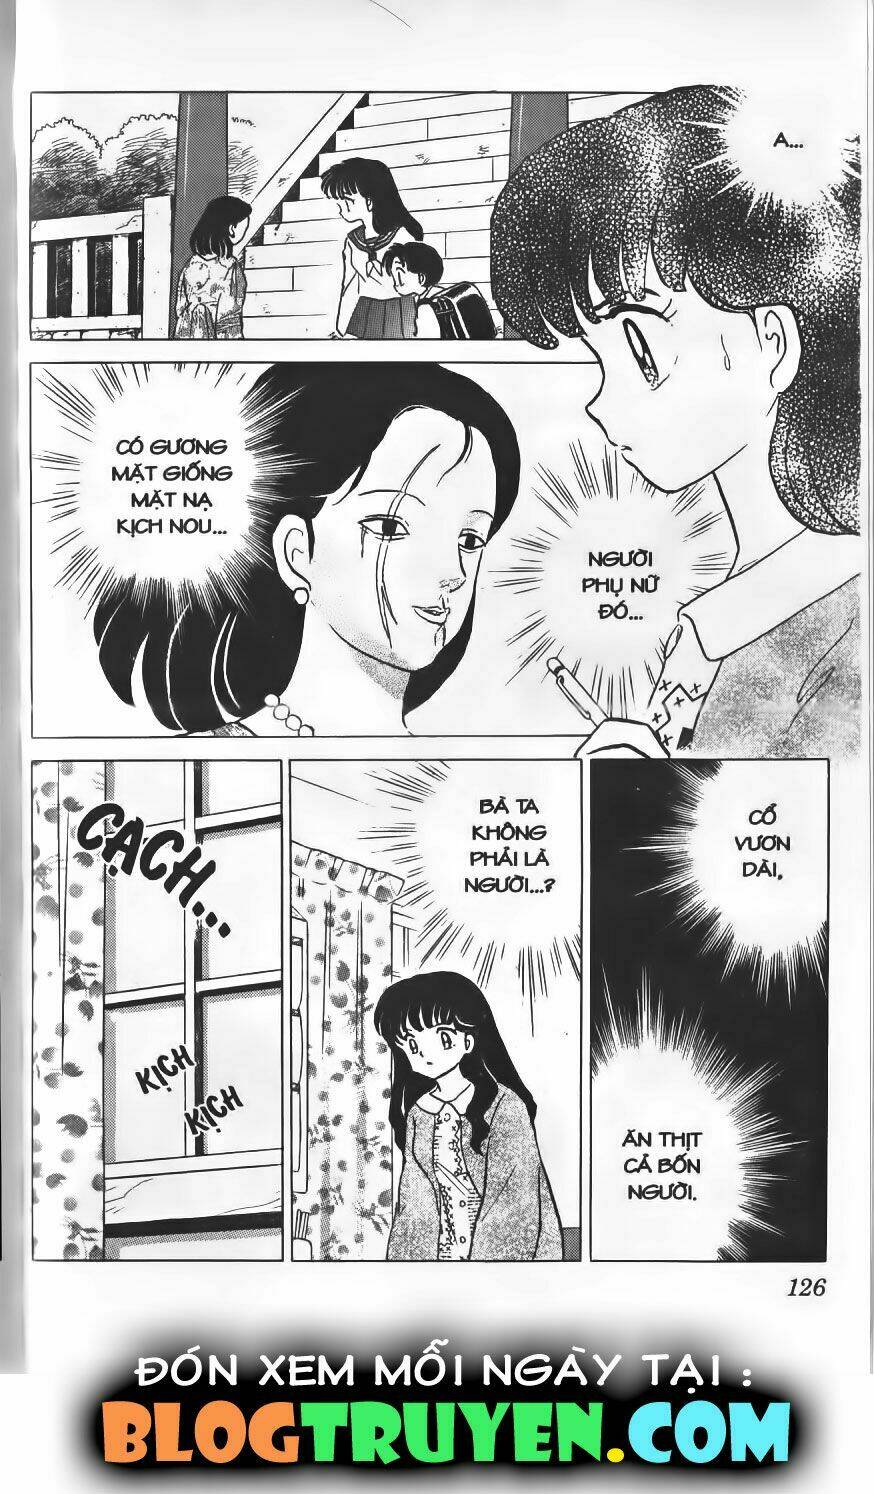 A...
NGƯỜI
PHỤ NỮ
ĐÓ...
CÓ GƯƠNG
MẶT GIỐNG
MẶT NẠ
KỊCH NOU...
CỔ
VƯƠN
DÀI,
ĂN THỊT
CẢ BỐN
NGƯỜI.
BÀ TA
KHÔNG
PHẢI LÀ
NGƯỜI...?
CẠCH...
KỊCH
KỊCH
126
ĐÓN XEM MỖI NGÀY TẠI :
BLOGTRUYEN.COM